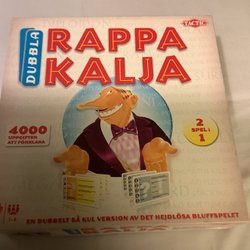 TACTIC
DUBBLA
RAPPA
KALJA
4000
UPPGIFTER
ATT FÖRKLARA
2
SPEL I
1
EN DUBBELT SÅ KUL VERSION AV DET HEJDLÖSA BLUFFSPELET